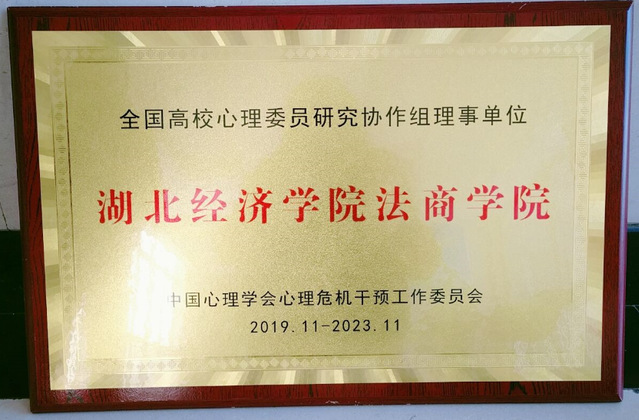 全国高校心理委员研究协作组理事单位
湖北经济学院法商学院
中国心理学会心理危机干预工作委员会
2019.11-2023.11